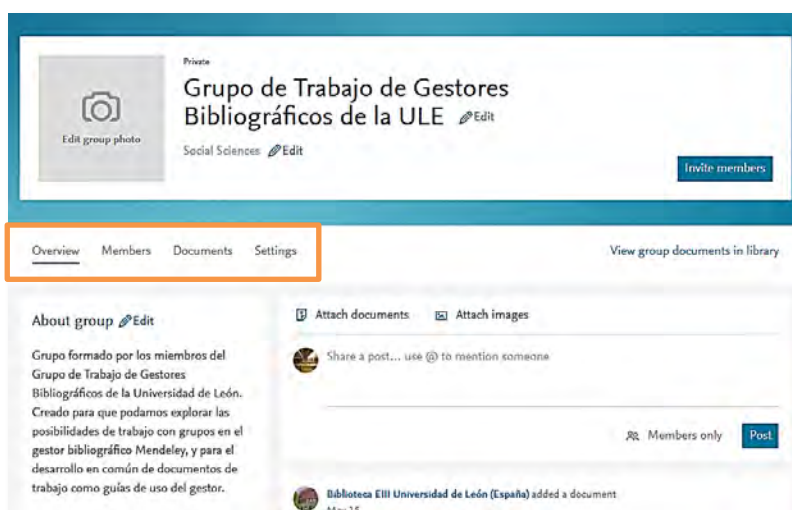 Private
Grupo de Trabajo de Gestores
Bibliográficos de la ULE Edit
Edit group photo
Social Sciences Edit
Invite members
Overview Members Documents Settings
View group documents in library
About group Edit
Grupo formado por los miembros del
Grupo de Trabajo de Gestores
Bibliográficos de la Universidad de León.
Creado para que podamos explorar las
posibilidades de trabajo con grupos en el
gestor bibliográfico Mendeley, y para el
desarrollo en común de documentos de
trabajo como guías de uso del gestor.
Attach documents Attach images
Share a post... use @ to mention someone
Members only Post
Biblioteca EIII Universidad de León (España) added a document